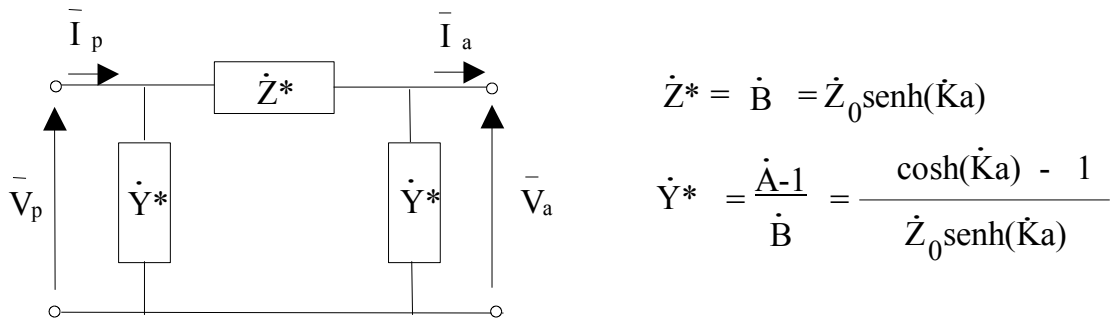 I̅ p
I̅ a
Ż*
Ẏ*
Ẏ*
V̅p
V̅a
Ż* = Ḃ = Ż₀senh(K̇a)
Ẏ* = Ȧ-1 / Ḃ = cosh(K̇a) - 1 / Ż₀senh(K̇a)